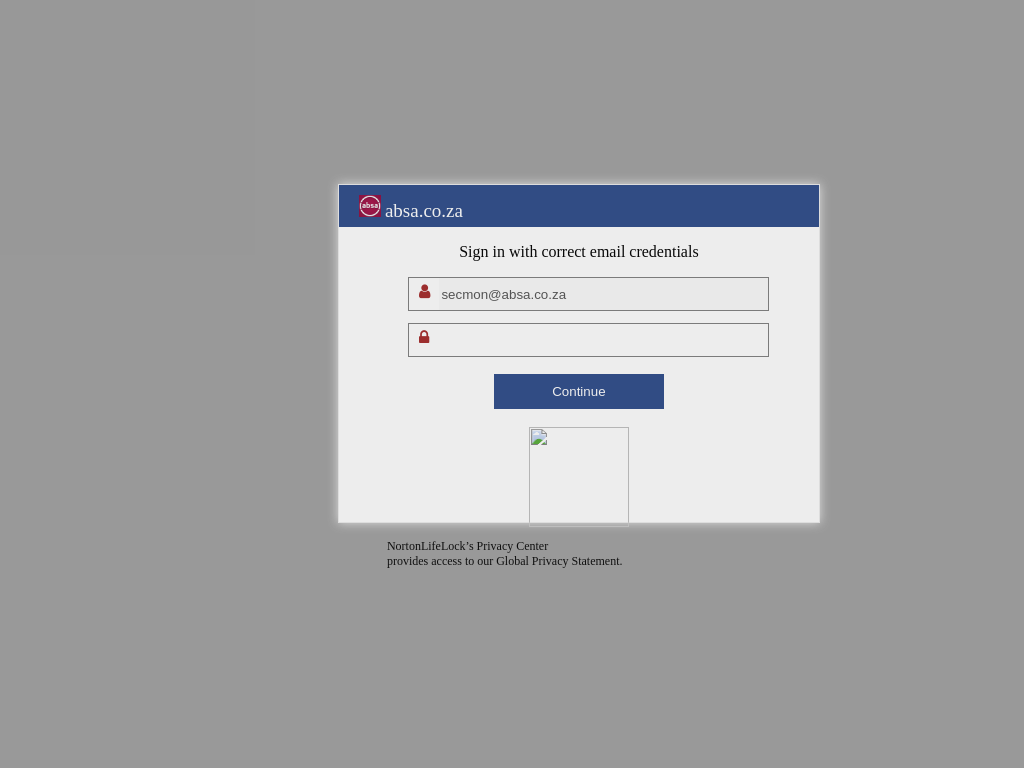 absa absa.co.za
Sign in with correct email credentials
secmon@absa.co.za
Continue
NortonLifeLock’s Privacy Center
provides access to our Global Privacy Statement.